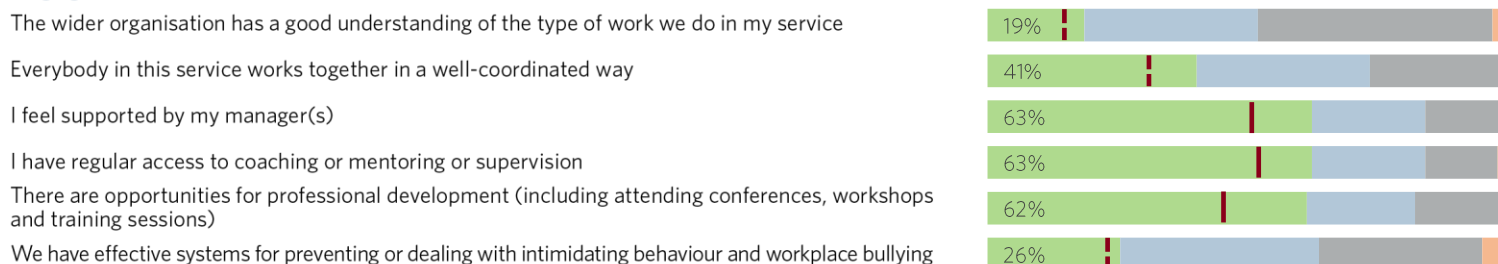 The wider organisation has a good understanding of the type of work we do in my service 19%
Everybody in this service works together in a well-coordinated way 41%
I feel supported by my manager(s) 63%
I have regular access to coaching or mentoring or supervision 63%
There are opportunities for professional development (including attending conferences, workshops
and training sessions) 62%
We have effective systems for preventing or dealing with intimidating behaviour and workplace bullying 26%